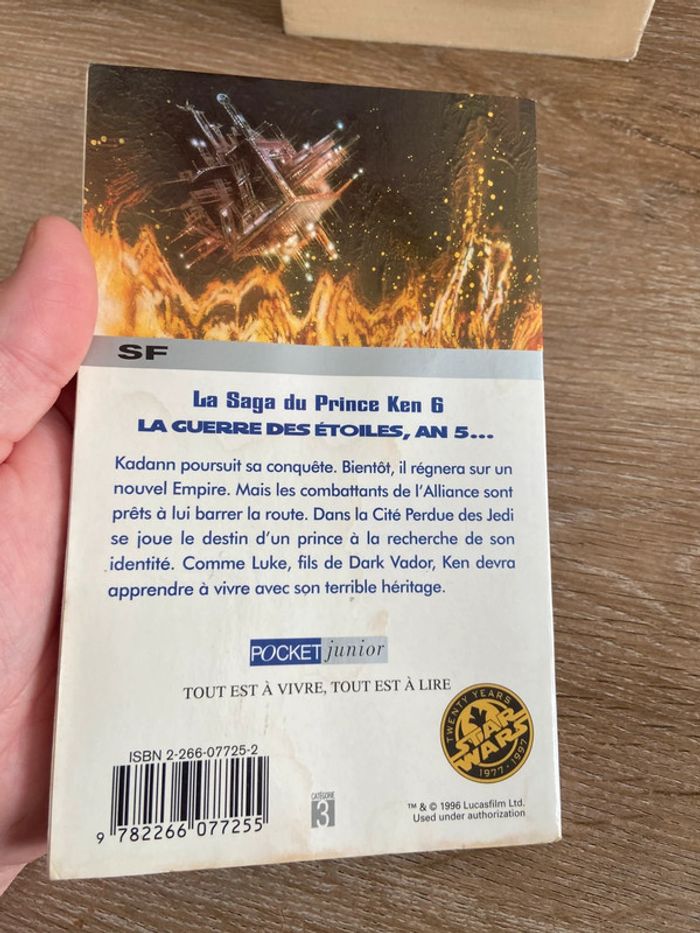 SF
La Saga du Prince Ken 6
LA GUERRE DES ÉTOILES, AN 5...
Kadann poursuit sa conquête. Bientôt, il régnera sur un
nouvel Empire. Mais les combattants de l'Alliance sont
prêts à lui barrer la route. Dans la Cité Perdue des Jedi
se joue le destin d'un prince à la recherche de son
identité. Comme Luke, fils de Dark Vador, Ken devra
apprendre à vivre avec son terrible héritage.
POCKET junior
TOUT EST À VIVRE, TOUT EST À LIRE
TWENTY YEARS
STAR
WARS
1977 · 1997
ISBN 2-266-07725-2
9 782266 077255
CATÉGORIE
3
™ & © 1996 Lucasfilm Ltd.
Used under authorization